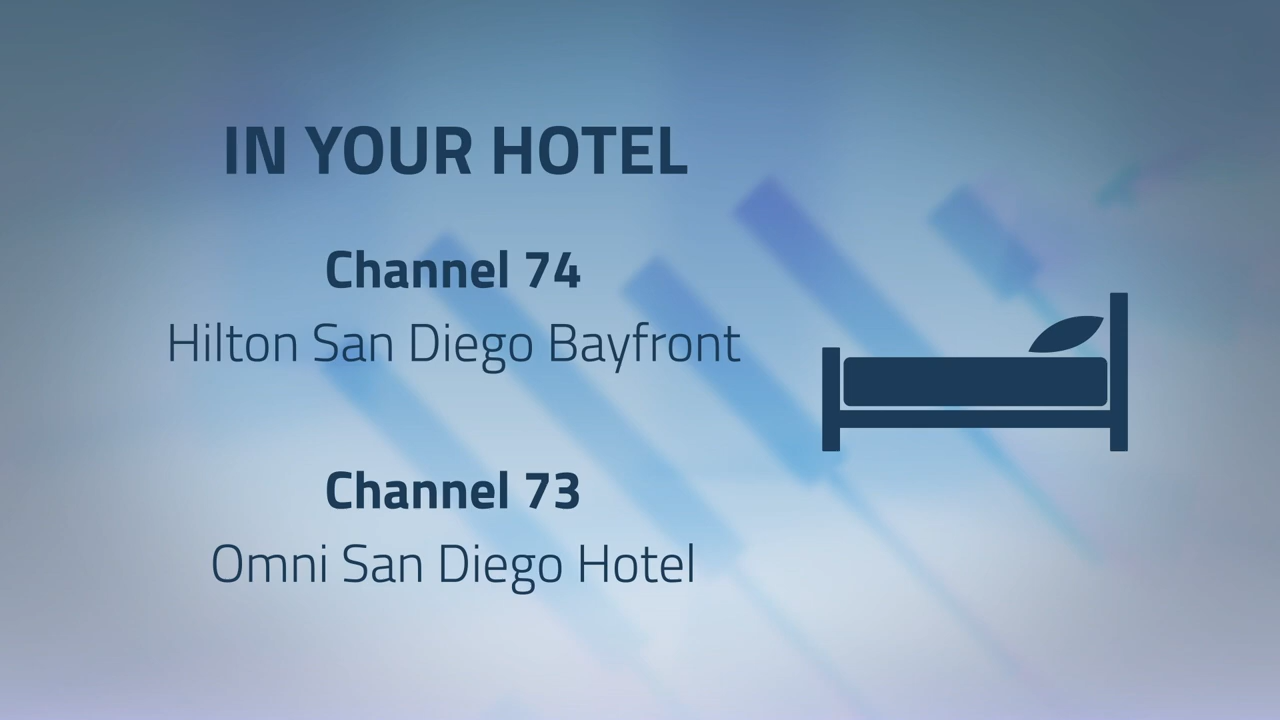 IN YOUR HOTEL
Channel 74
Hilton San Diego Bayfront
Channel 73
Omni San Diego Hotel